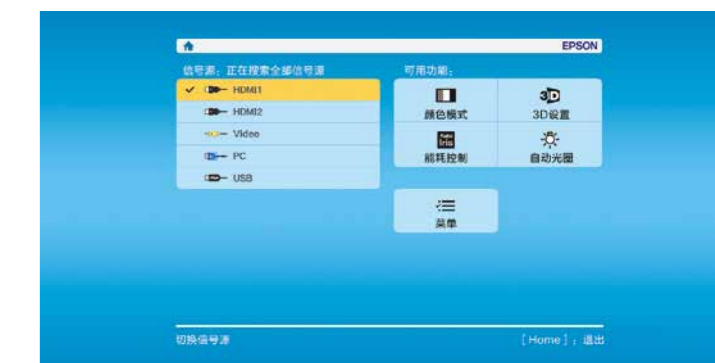 EPSON
信号源：正在搜索全部信号源
HDMI1
HDMI2
Video
PC
USB
可用功能：
颜色模式
3D
3D设置
Iris
能耗控制
自动光圈
菜单
切换信号源
[Home]：退出